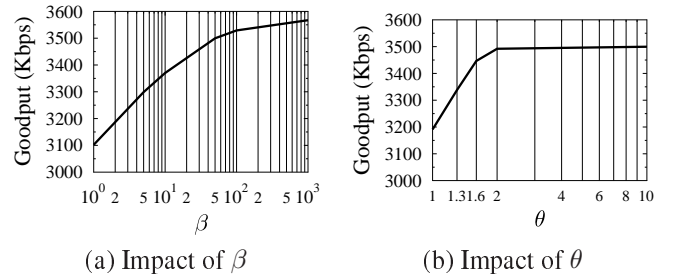 Goodput (Kbps)
3600
3500
3400
3300
3200
3100
3000
10^0 2 5 10^1 2 5 10^2 2 5 10^3
β
(a) Impact of β
Goodput (Kbps)
3600
3500
3400
3300
3200
3100
3000
1 1.3 1.6 2 4 6 8 10
θ
(b) Impact of θ